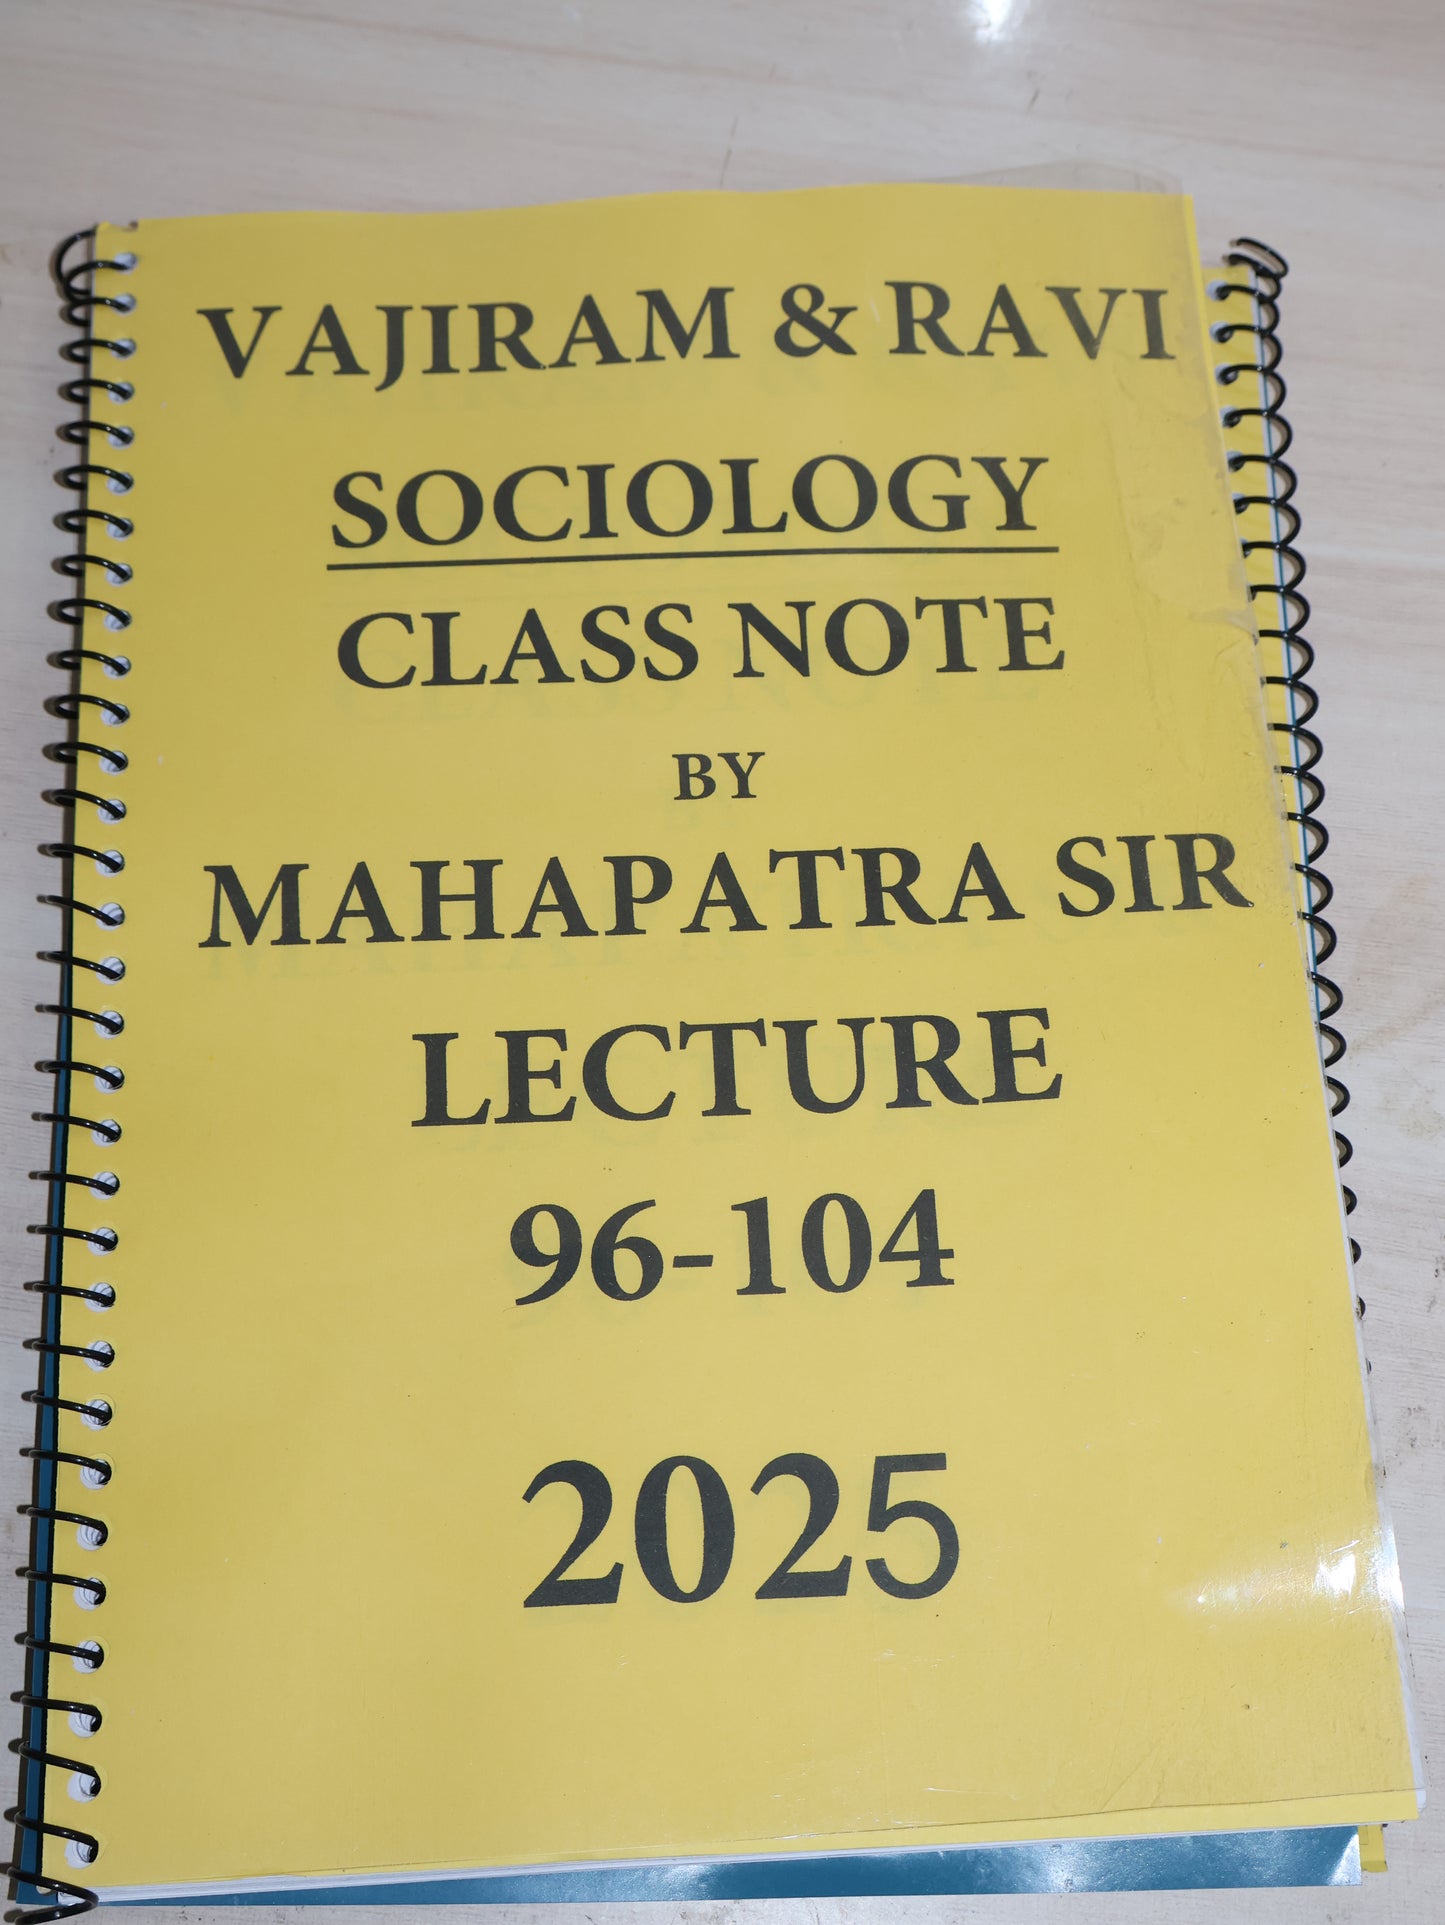 VAJIRAM & RAVI
SOCIOLOGY
CLASS NOTE
BY
MAHAPATRA SIR
LECTURE
96-104
2025